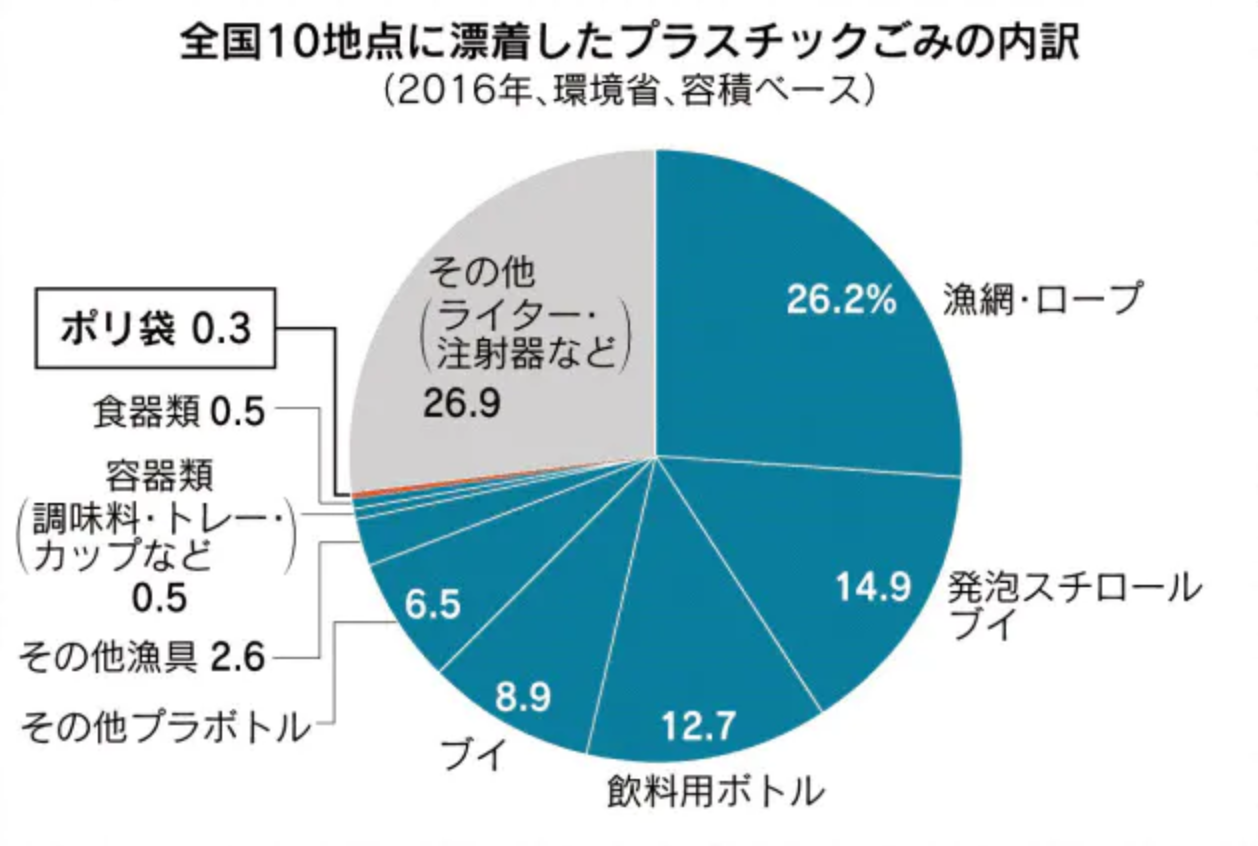 全国10地点に漂着したプラスチックごみの内訳
(2016年、環境省、容積ベース)
26.2%
漁網・ロープ
14.9
発泡スチロール
ブイ
12.7
飲料用ボトル
8.9
ブイ
6.5
その他プラボトル
その他漁具 2.6
容器類
(調味料・トレー・
カップなど)
0.5
食器類 0.5
ポリ袋 0.3
その他
(ライター・
注射器など)
26.9